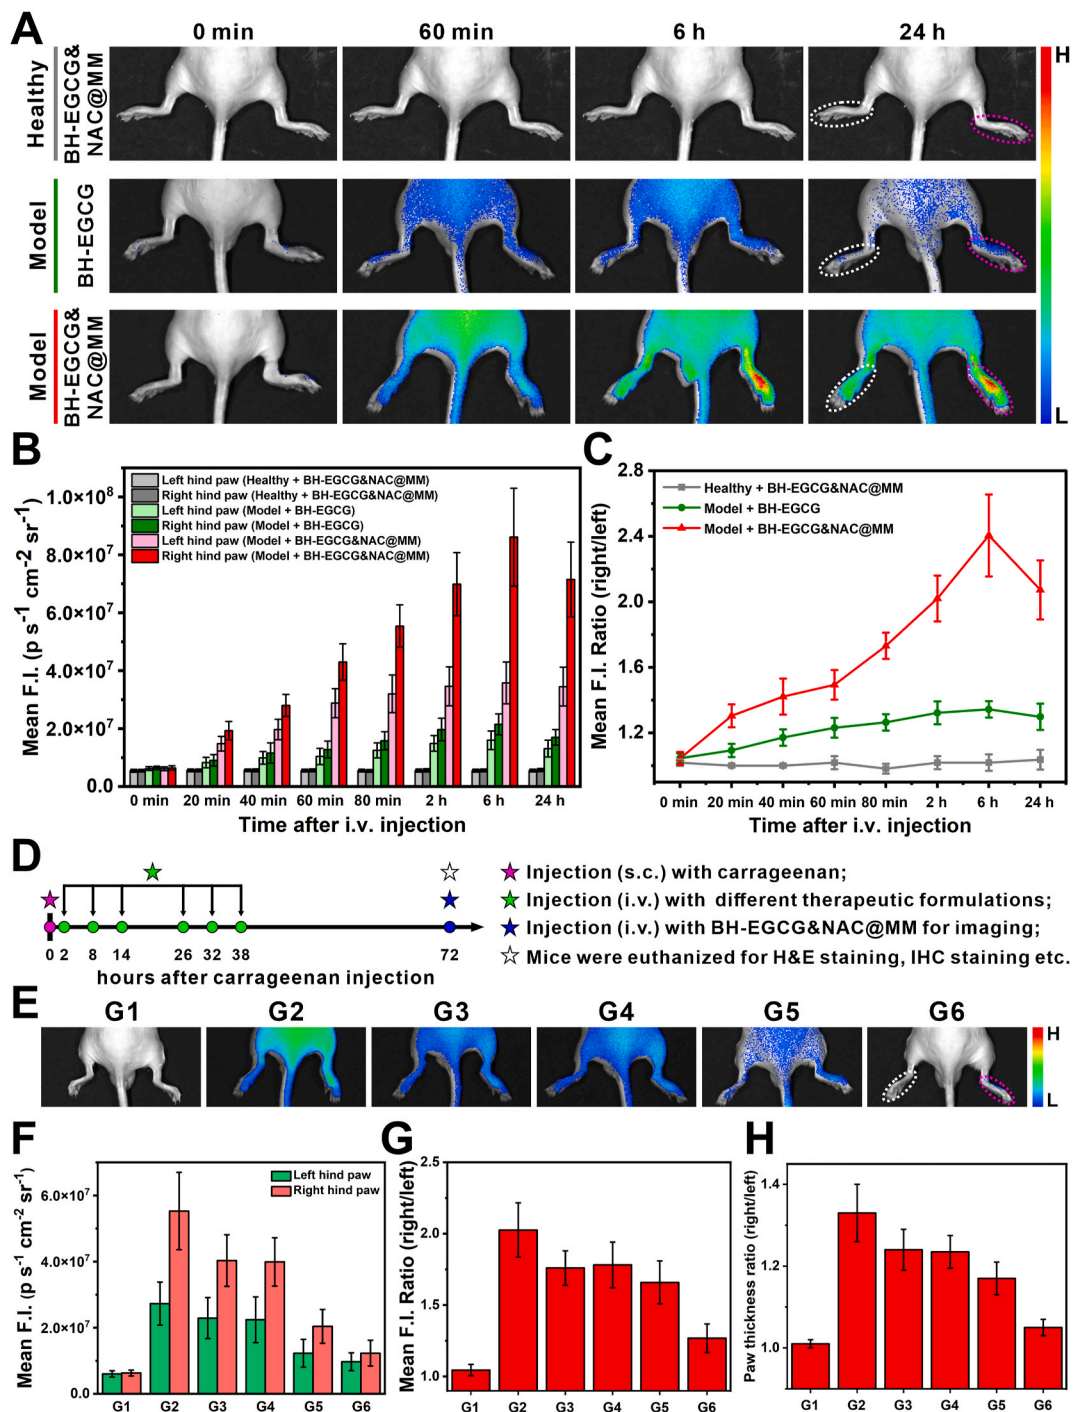 A
0 min 60 min 6 h 24 h
Healthy
BH-EGCG&
NAC@MM
H
Model
BH-EGCG
Model
BH-EGCG&
NAC@MM
L
B
Mean F.I. (p s⁻¹ cm⁻² sr⁻¹)
1.0×10⁸
8.0×10⁷
6.0×10⁷
4.0×10⁷
2.0×10⁷
0.0
Left hind paw (Healthy + BH-EGCG&NAC@MM)
Right hind paw (Healthy + BH-EGCG&NAC@MM)
Left hind paw (Model + BH-EGCG)
Right hind paw (Model + BH-EGCG)
Left hind paw (Model + BH-EGCG&NAC@MM)
Right hind paw (Model + BH-EGCG&NAC@MM)
0 min 20 min 40 min 60 min 80 min 2 h 6 h 24 h
Time after i.v. injection
C
Mean F.I. Ratio (right/left)
2.8
2.4
2.0
1.6
1.2
Healthy + BH-EGCG&NAC@MM
Model + BH-EGCG
Model + BH-EGCG&NAC@MM
0 min 20 min 40 min 60 min 80 min 2 h 6 h 24 h
Time after i.v. injection
D
0 2 8 14 26 32 38 72
hours after carrageenan injection
Injection (s.c.) with carrageenan;
Injection (i.v.) with different therapeutic formulations;
Injection (i.v.) with BH-EGCG&NAC@MM for imaging;
Mice were euthanized for H&E staining, IHC staining etc.
E
G1 G2 G3 G4 G5 G6
H
L
F
Mean F.I. (p s⁻¹ cm⁻² sr⁻¹)
6.0×10⁷
4.0×10⁷
2.0×10⁷
0.0
Left hind paw
Right hind paw
G1 G2 G3 G4 G5 G6
G
Mean F.I. Ratio (right/left)
2.5
2.0
1.5
1.0
G1 G2 G3 G4 G5 G6
H
Paw thickness ratio (right/left)
1.4
1.2
1.0
G1 G2 G3 G4 G5 G6